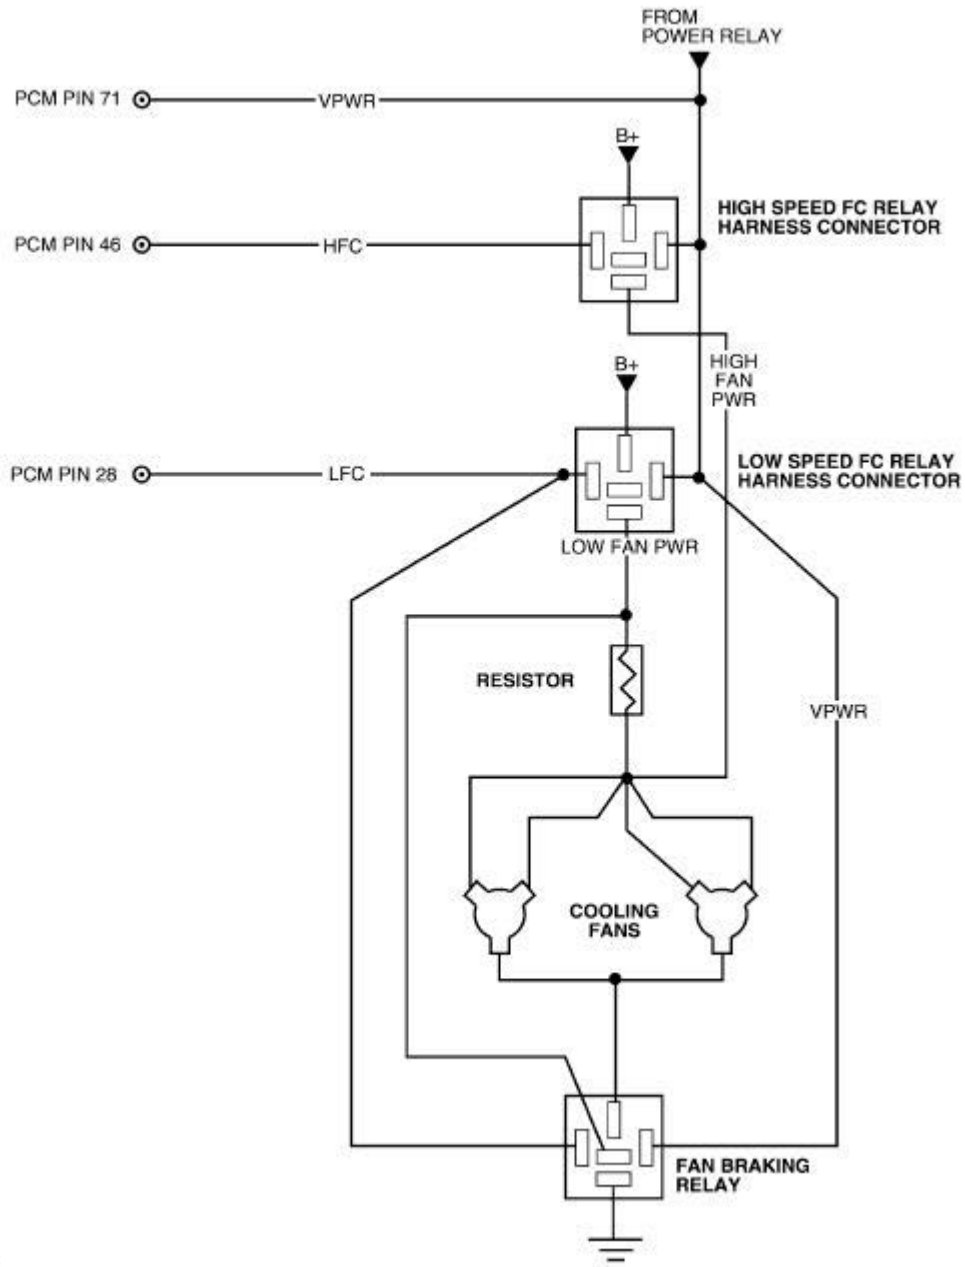 FROM
POWER RELAY
PCM PIN 71
VPWR
B+
HIGH SPEED FC RELAY
HARNESS CONNECTOR
PCM PIN 46
HFC
HIGH
FAN
PWR
B+
PCM PIN 28
LFC
LOW SPEED FC RELAY
HARNESS CONNECTOR
LOW FAN PWR
RESISTOR
VPWR
COOLING
FANS
FAN BRAKING
RELAY